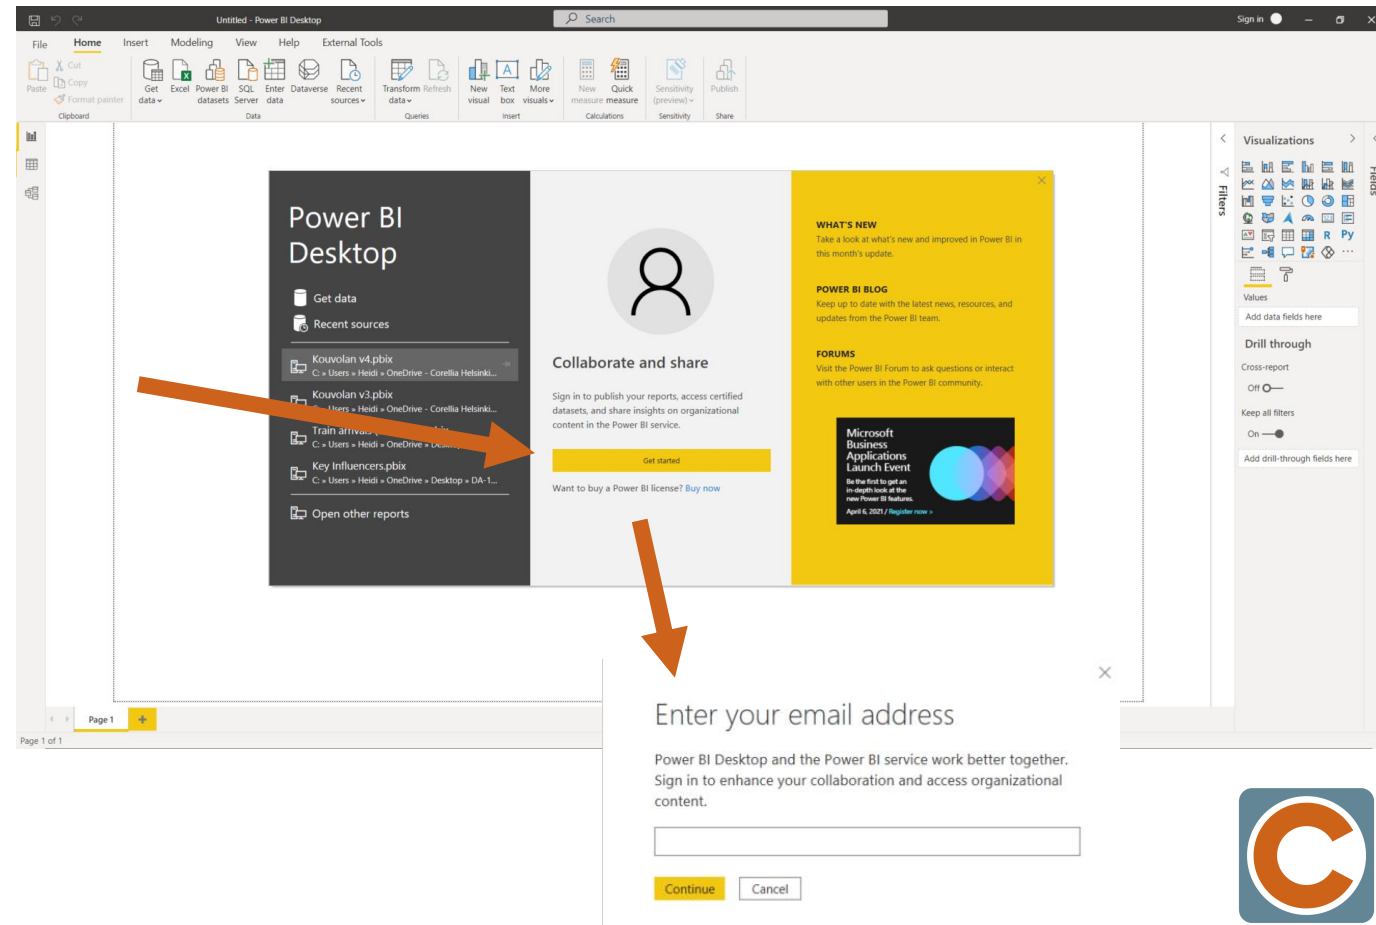 Untitled - Power BI Desktop
Search
Sign in
File Home Insert Modeling View Help External Tools
Paste
Cut
Copy
Format painter
Clipboard
Get data
Excel
Power BI datasets
SQL Server
Enter data
Dataverse
Recent sources
Data
Transform data
Refresh
Queries
New visual
Text box
More visuals
Insert
New measure
Quick measure
Calculations
Sensitivity (preview)
Sensitivity
Publish
Share
Power BI
Desktop
Get data
Recent sources
Kouvolan v4.pbix
C: » Users » Heidi » OneDrive - Corellia Helsinki...
Kouvolan v3.pbix
C: » Users » Heidi » OneDrive - Corellia Helsinki...
Train arrivals
C: » Users » Heidi » OneDrive »
Key Influencers.pbix
C: » Users » Heidi » OneDrive » Desktop » DA-1...
Open other reports
Collaborate and share
Sign in to publish your reports, access certified
datasets, and share insights on organizational
content in the Power BI service.
Get started
Want to buy a Power BI license? Buy now
WHAT'S NEW
Take a look at what's new and improved in Power BI in
this month's update.
POWER BI BLOG
Keep up to date with the latest news, resources, and
updates from the Power BI team.
FORUMS
Visit the Power BI Forum to ask questions or interact
with other users in the Power BI community.
Microsoft
Business
Applications
Launch Event
Be the first to get an
in-depth look at the
new Power BI features.
April 6, 2021 / Register now >
Filters
Visualizations
Fields
R Py
Values
Add data fields here
Drill through
Cross-report
Off
Keep all filters
On
Add drill-through fields here
Page 1
Page 1 of 1
Enter your email address
Power BI Desktop and the Power BI service work better together.
Sign in to enhance your collaboration and access organizational
content.
Continue
Cancel
C